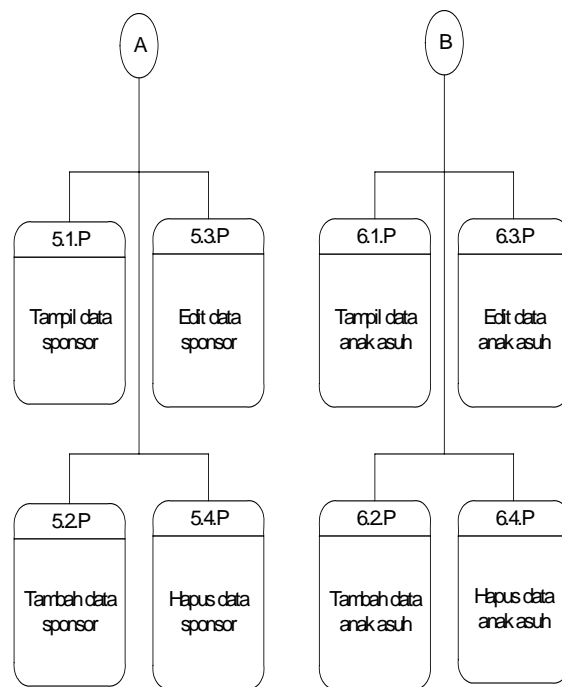 A
5.1.P
Tampil data
sponsor
5.3.P
Edit data
sponsor
5.2.P
Tambah data
sponsor
5.4.P
Hapus data
sponsor
B
6.1.P
Tampil data
anak asuh
6.3.P
Edit data
anak asuh
6.2.P
Tambah data
anak asuh
6.4.P
Hapus data
anak asuh